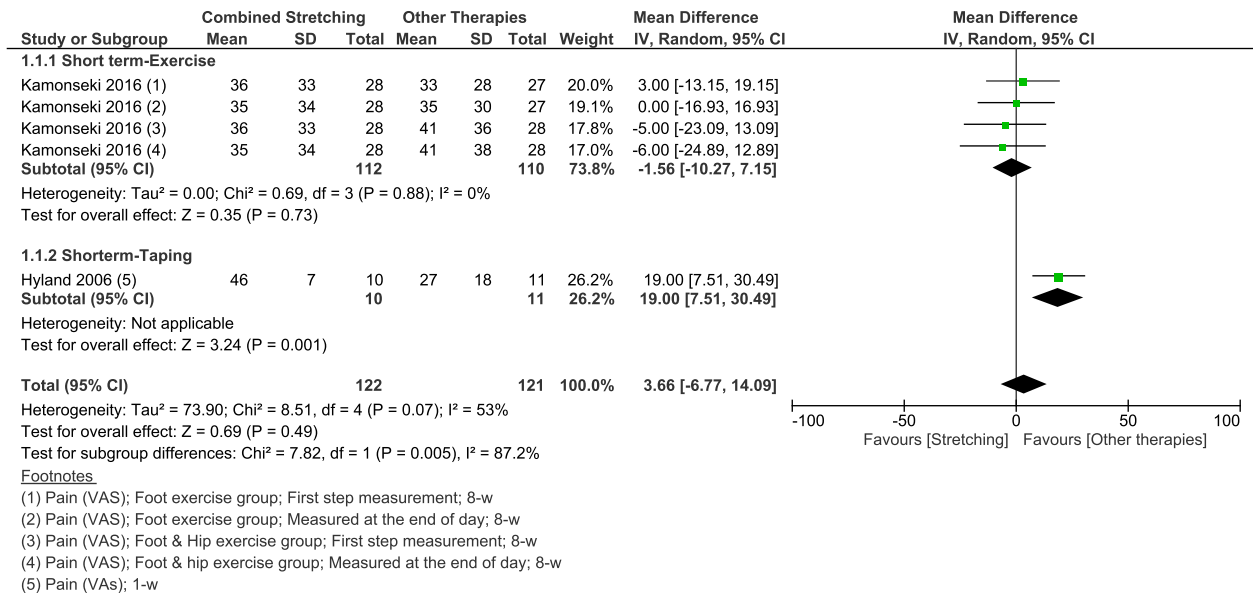 Combined Stretching Other Therapies Mean Difference Mean Difference
Study or Subgroup Mean SD Total Mean SD Total Weight IV, Random, 95% CI IV, Random, 95% CI
1.1.1 Short term-Exercise
Kamonseki 2016 (1) 36 33 28 33 28 27 20.0% 3.00 [-13.15, 19.15]
Kamonseki 2016 (2) 35 34 28 35 30 27 19.1% 0.00 [-16.93, 16.93]
Kamonseki 2016 (3) 36 33 28 41 36 28 17.8% -5.00 [-23.09, 13.09]
Kamonseki 2016 (4) 35 34 28 41 38 28 17.0% -6.00 [-24.89, 12.89]
Subtotal (95% CI) 112 110 73.8% -1.56 [-10.27, 7.15]
Heterogeneity: Tau² = 0.00; Chi² = 0.69, df = 3 (P = 0.88); I² = 0%
Test for overall effect: Z = 0.35 (P = 0.73)
1.1.2 Shorterm-Taping
Hyland 2006 (5) 46 7 10 27 18 11 26.2% 19.00 [7.51, 30.49]
Subtotal (95% CI) 10 11 26.2% 19.00 [7.51, 30.49]
Heterogeneity: Not applicable
Test for overall effect: Z = 3.24 (P = 0.001)
Total (95% CI) 122 121 100.0% 3.66 [-6.77, 14.09]
Heterogeneity: Tau² = 73.90; Chi² = 8.51, df = 4 (P = 0.07); I² = 53%
Test for overall effect: Z = 0.69 (P = 0.49)
Test for subgroup differences: Chi² = 7.82, df = 1 (P = 0.005), I² = 87.2%
-100 -50 0 50 100
Favours [Stretching] Favours [Other therapies]
Footnotes
(1) Pain (VAS); Foot exercise group; First step measurement; 8-w
(2) Pain (VAS); Foot exercise group; Measured at the end of day; 8-w
(3) Pain (VAS); Foot & Hip exercise group; First step measurement; 8-w
(4) Pain (VAS); Foot & hip exercise group; Measured at the end of day; 8-w
(5) Pain (VAs); 1-w